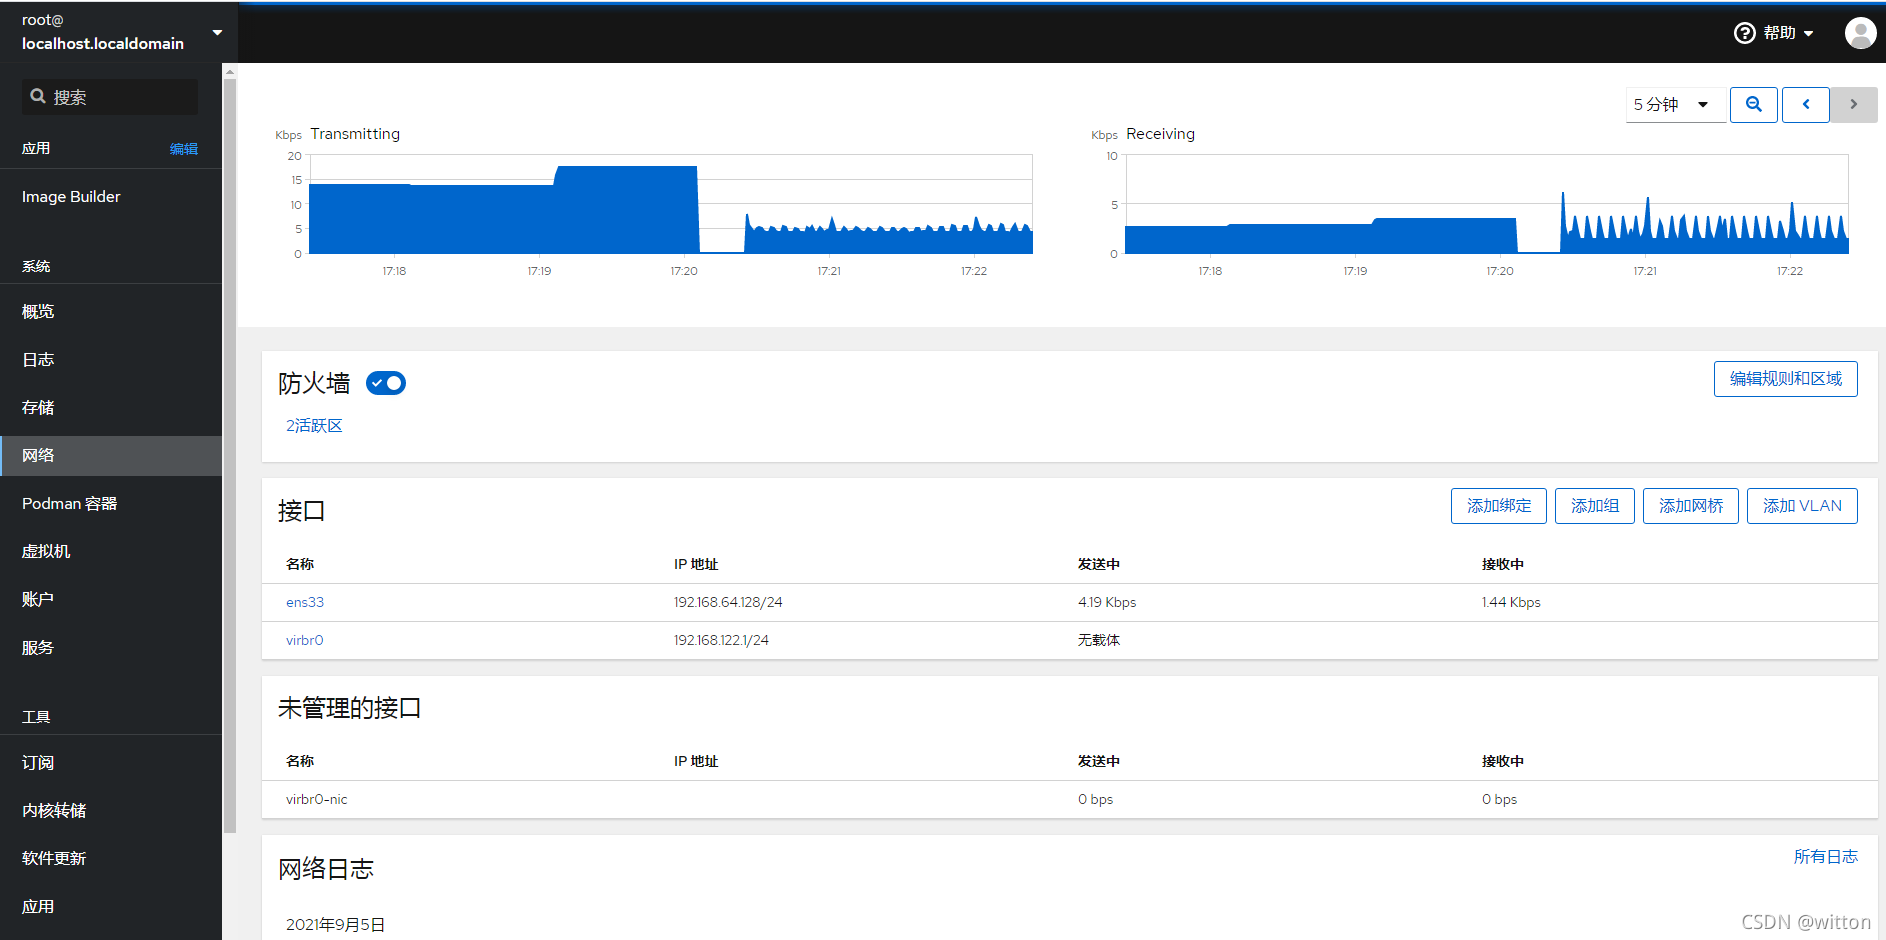 root@
localhost.localdomain
帮助
搜索
应用
编辑
Image Builder
系统
概览
日志
存储
网络
Podman 容器
虚拟机
账户
服务
工具
订阅
内核转储
软件更新
应用
5 分钟
Kbps Transmitting
20
15
10
5
0
17:18
17:19
17:20
17:21
17:22
Kbps Receiving
10
5
0
17:18
17:19
17:20
17:21
17:22
防火墙
编辑规则和区域
2活跃区
接口
添加绑定
添加组
添加网桥
添加 VLAN
名称 IP 地址 发送中 接收中
ens33 192.168.64.128/24 4.19 Kbps 1.44 Kbps
virbr0 192.168.122.1/24 无载体
未管理的接口
名称 IP 地址 发送中 接收中
virbr0-nic 0 bps 0 bps
网络日志
所有日志
2021年9月5日
CSDN @witton